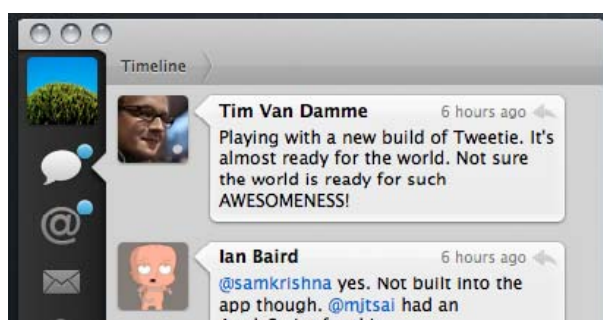 Timeline
Tim Van Damme 6 hours ago
Playing with a new build of Tweetie. It's
almost ready for the world. Not sure
the world is ready for such
AWESOMENESS!
Ian Baird 6 hours ago
@samkrishna yes. Not built into the
app though. @mjtsai had an